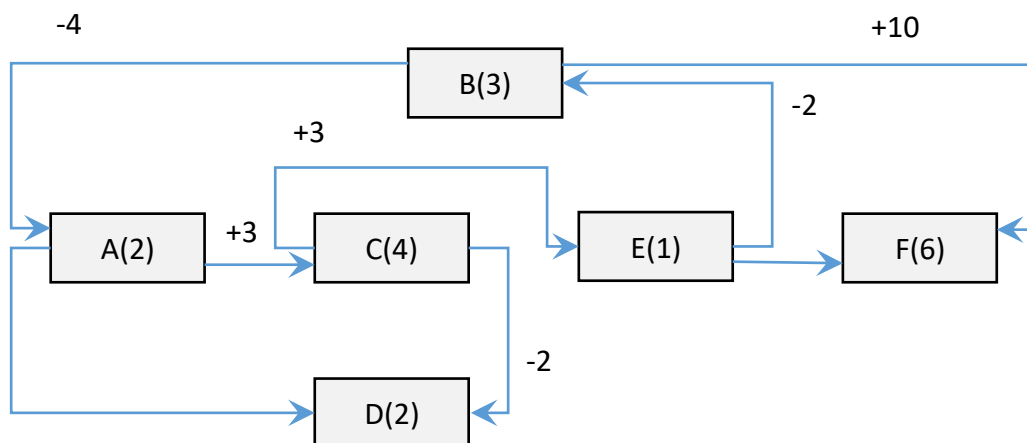 -4
+10
B(3)
-2
+3
A(2)
+3
C(4)
E(1)
F(6)
-2
D(2)